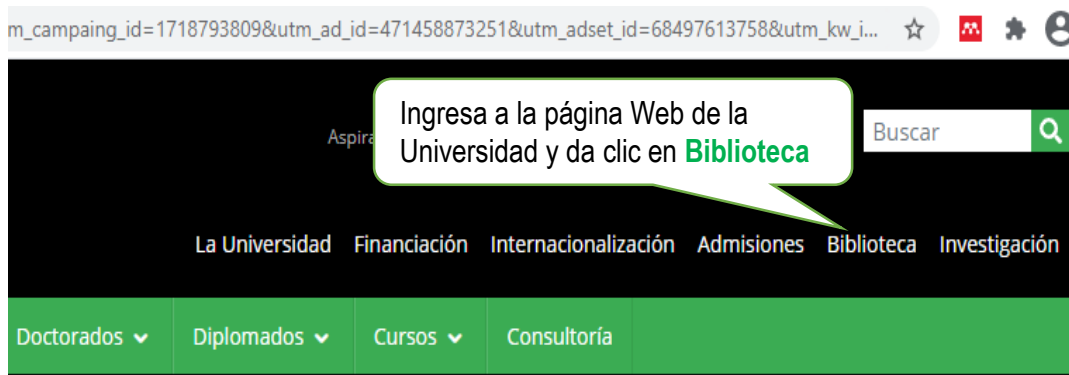 m_campaing_id=1718793809&utm_ad_id=471458873251&utm_adset_id=68497613758&utm_kw_i...
Ingresa a la página Web de la
Universidad y da clic en Biblioteca
Buscar
La Universidad Financiación Internacionalización Admisiones Biblioteca Investigación
Doctorados Diplomados Cursos Consultoría